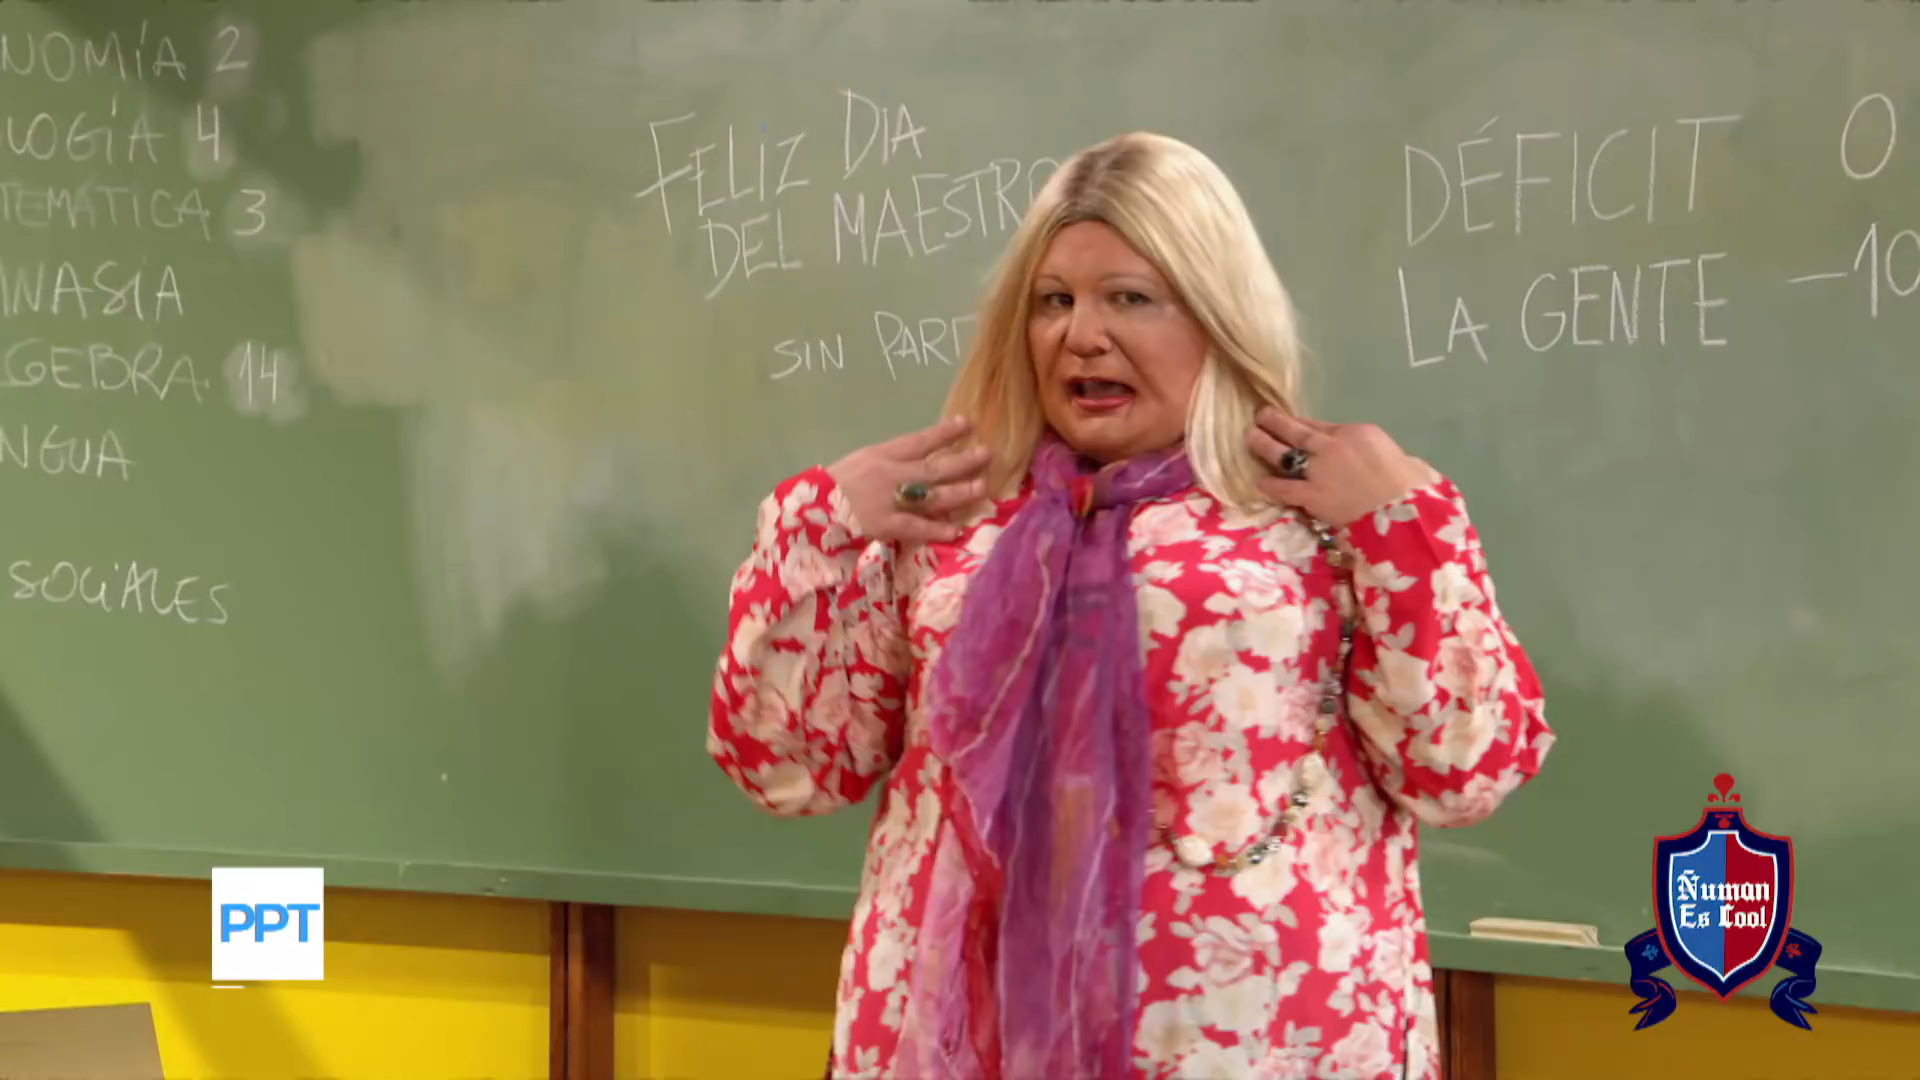 NOMÍA 2
LOGÍA 4
TEMÁTICA 3
NASIA
GEBRA 14
NGUA
SOCIALES
FELIZ DIA
DEL MAESTRO
SIN PAR
DÉFICIT 0
LA GENTE -10
PPT
Ñuman
Es Cool